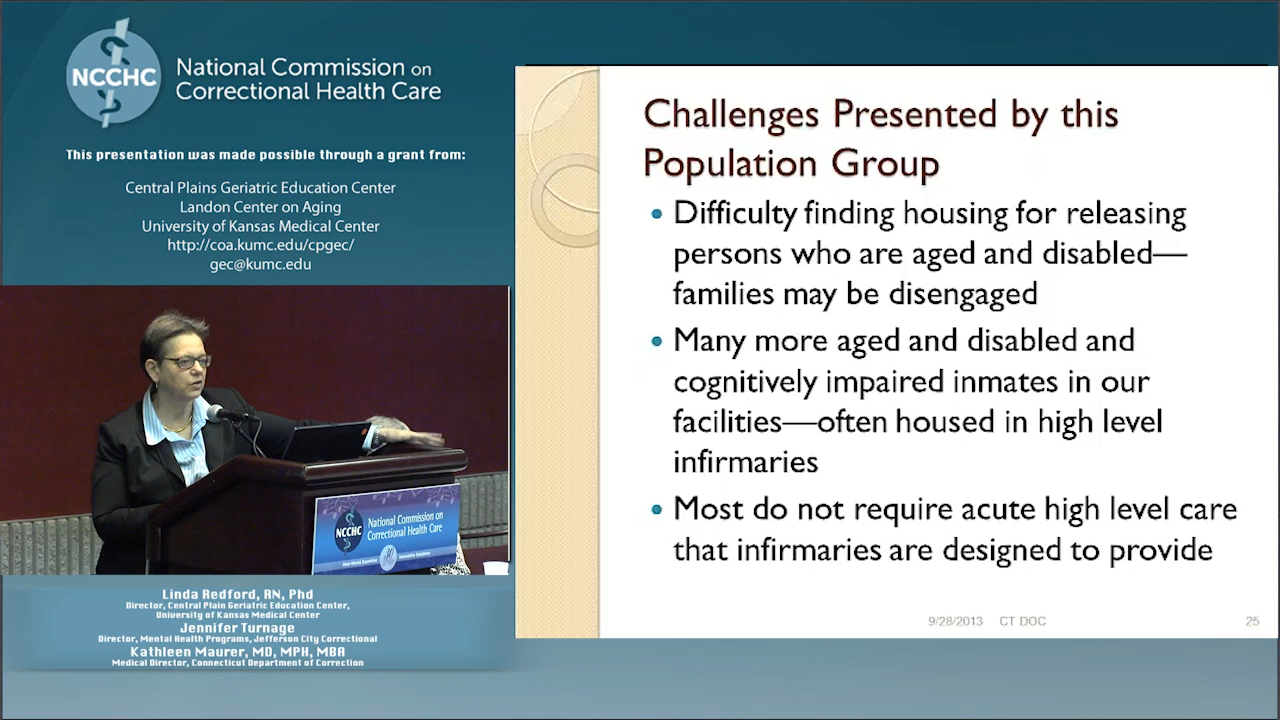 NCCHC
National Commission on
Correctional Health Care
This presentation was made possible through a grant from:
Central Plains Geriatric Education Center
Landon Center on Aging
University of Kansas Medical Center
http://coa.kumc.edu/cpgec/
gec@kumc.edu
NCCHC
National Commission on
Correctional Health Care
Linda Redford, RN, Phd
Director, Central Plain Geriatric Education Center,
University of Kansas Medical Center
Jennifer Turnage
Director, Mental Health Programs, Jefferson City Correctional
Kathleen Maurer, MD, MPH, MBA
Medical Director, Connecticut Department of Correction
Challenges Presented by this
Population Group
• Difficulty finding housing for releasing
persons who are aged and disabled—
families may be disengaged
• Many more aged and disabled and
cognitively impaired inmates in our
facilities—often housed in high level
infirmaries
• Most do not require acute high level care
that infirmaries are designed to provide
9/28/2013 CT DOC 25